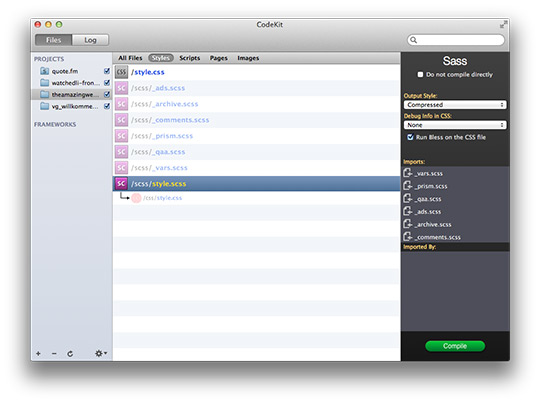 CodeKit
Files Log
PROJECTS
quote.fm
watchedli-fron...
theamazingwe...
vg_willkomme...
FRAMEWORKS
All Files Styles Scripts Pages Images
CSS /style.css
SC /scss/_ads.scss
SC /scss/_archive.scss
SC /scss/_comments.scss
SC /scss/_prism.scss
SC /scss/_qaa.scss
SC /scss/_vars.scss
SC /scss/style.scss
/css/style.css
Sass
Do not compile directly
Output Style:
Compressed
Debug Info in CSS:
None
Run Bless on the CSS file
Imports:
_vars.scss
_prism.scss
_qaa.scss
_ads.scss
_archive.scss
_comments.scss
Imported By:
Compile